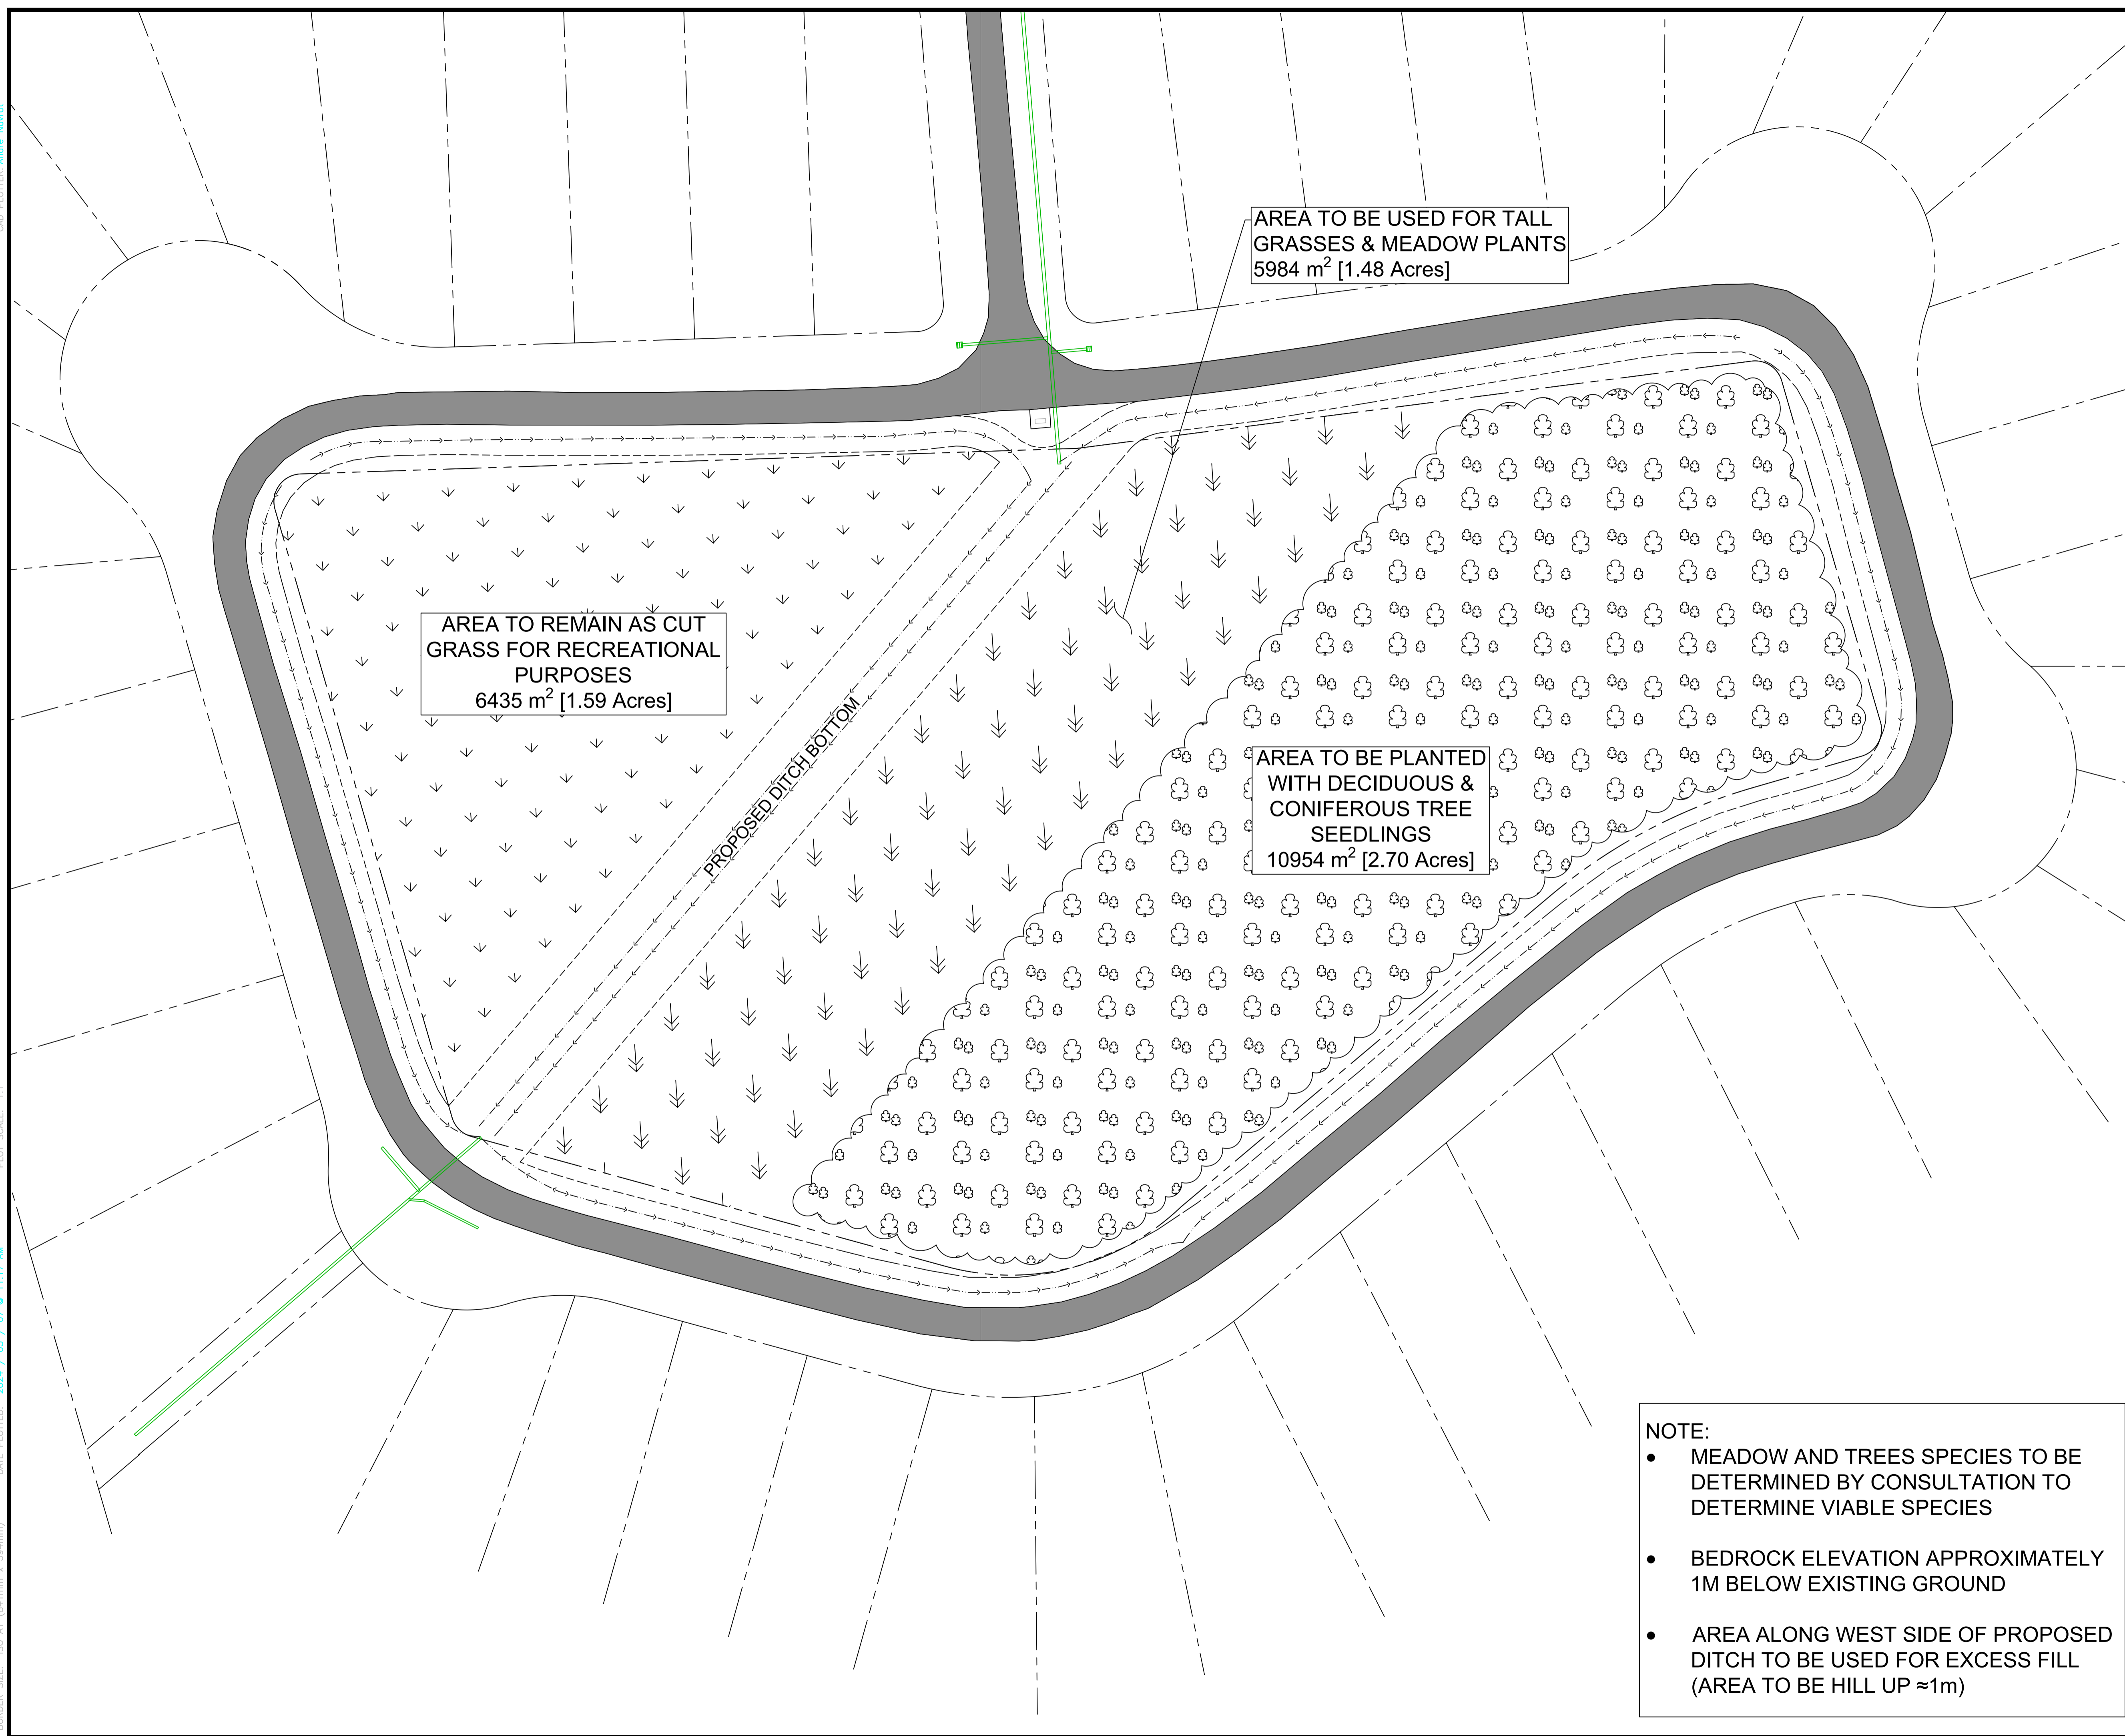 AREA TO BE USED FOR TALL
GRASSES & MEADOW PLANTS
5984 m² [1.48 Acres]
AREA TO REMAIN AS CUT
GRASS FOR RECREATIONAL
PURPOSES
6435 m² [1.59 Acres]
PROPOSED DITCH BOTTOM
AREA TO BE PLANTED
WITH DECIDUOUS &
CONIFEROUS TREE
SEEDLINGS
10954 m² [2.70 Acres]
NOTE:
● MEADOW AND TREES SPECIES TO BE
DETERMINED BY CONSULTATION TO
DETERMINE VIABLE SPECIES
● BEDROCK ELEVATION APPROXIMATELY
1M BELOW EXISTING GROUND
● AREA ALONG WEST SIDE OF PROPOSED
DITCH TO BE USED FOR EXCESS FILL
(AREA TO BE HILL UP ≈1m)